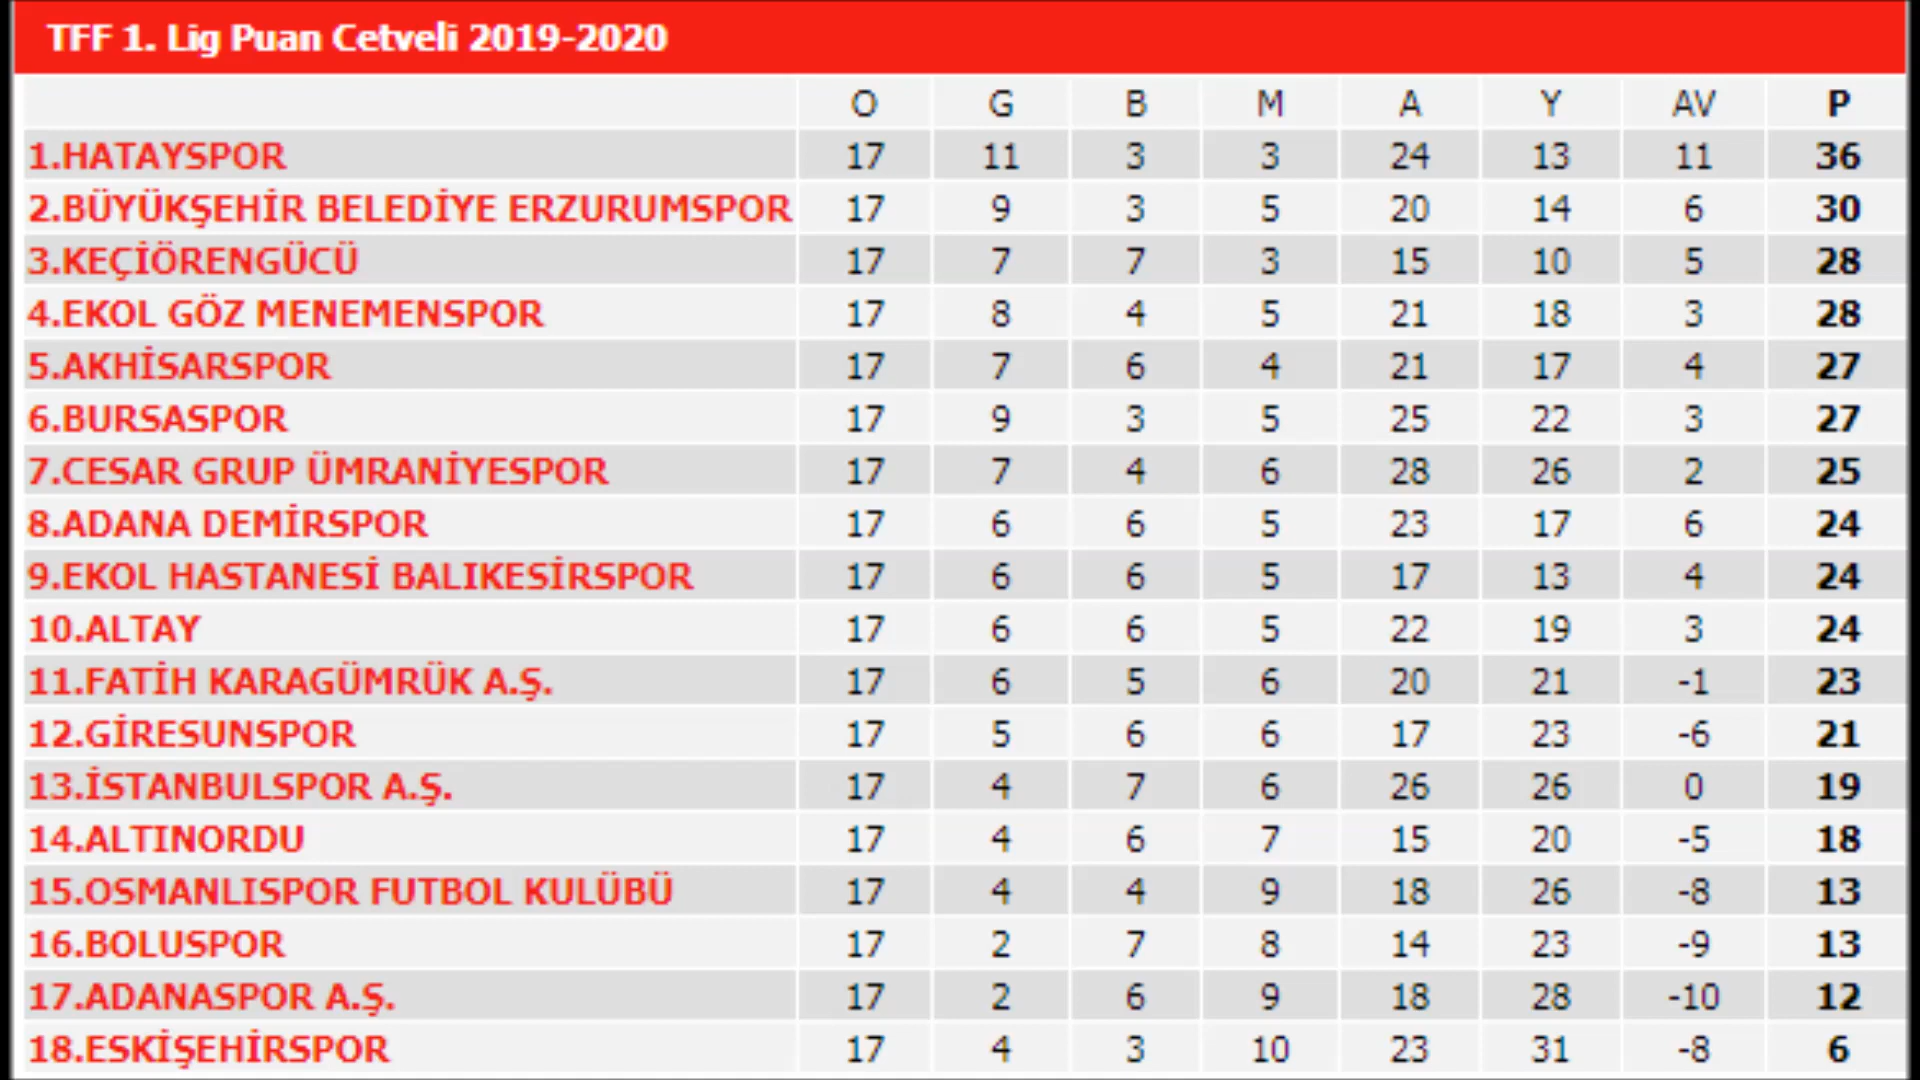 TFF 1. Lig Puan Cetveli 2019-2020
O G B M A Y AV P
1.HATAYSPOR 17 11 3 3 24 13 11 36
2.BÜYÜKŞEHİR BELEDİYE ERZURUMSPOR 17 9 3 5 20 14 6 30
3.KEÇİÖRENGÜCÜ 17 7 7 3 15 10 5 28
4.EKOL GÖZ MENEMENSPOR 17 8 4 5 21 18 3 28
5.AKHİSARSPOR 17 7 6 4 21 17 4 27
6.BURSASPOR 17 9 3 5 25 22 3 27
7.CESAR GRUP ÜMRANİYESPOR 17 7 4 6 28 26 2 25
8.ADANA DEMİRSPOR 17 6 6 5 23 17 6 24
9.EKOL HASTANESİ BALIKESİRSPOR 17 6 6 5 17 13 4 24
10.ALTAY 17 6 6 5 22 19 3 24
11.FATİH KARAGÜMRÜK A.Ş. 17 6 5 6 20 21 -1 23
12.GİRESUNSPOR 17 5 6 6 17 23 -6 21
13.İSTANBULSPOR A.Ş. 17 4 7 6 26 26 0 19
14.ALTINORDU 17 4 6 7 15 20 -5 18
15.OSMANLISPOR FUTBOL KULÜBÜ 17 4 4 9 18 26 -8 13
16.BOLUSPOR 17 2 7 8 14 23 -9 13
17.ADANASPOR A.Ş. 17 2 6 9 18 28 -10 12
18.ESKİŞEHİRSPOR 17 4 3 10 23 31 -8 6